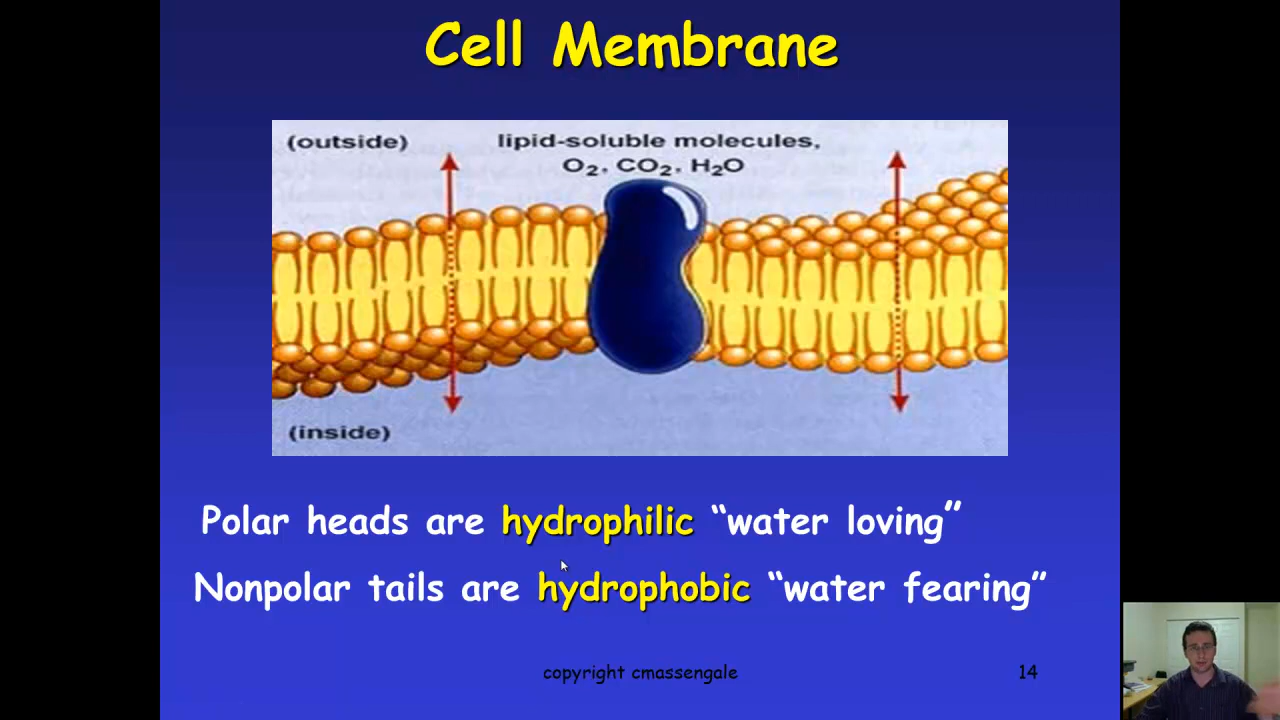 Cell Membrane
(outside)
lipid-soluble molecules,
O₂, CO₂, H₂O
(inside)
Polar heads are hydrophilic “water loving”
Nonpolar tails are hydrophobic “water fearing”
copyright cmassengale
14